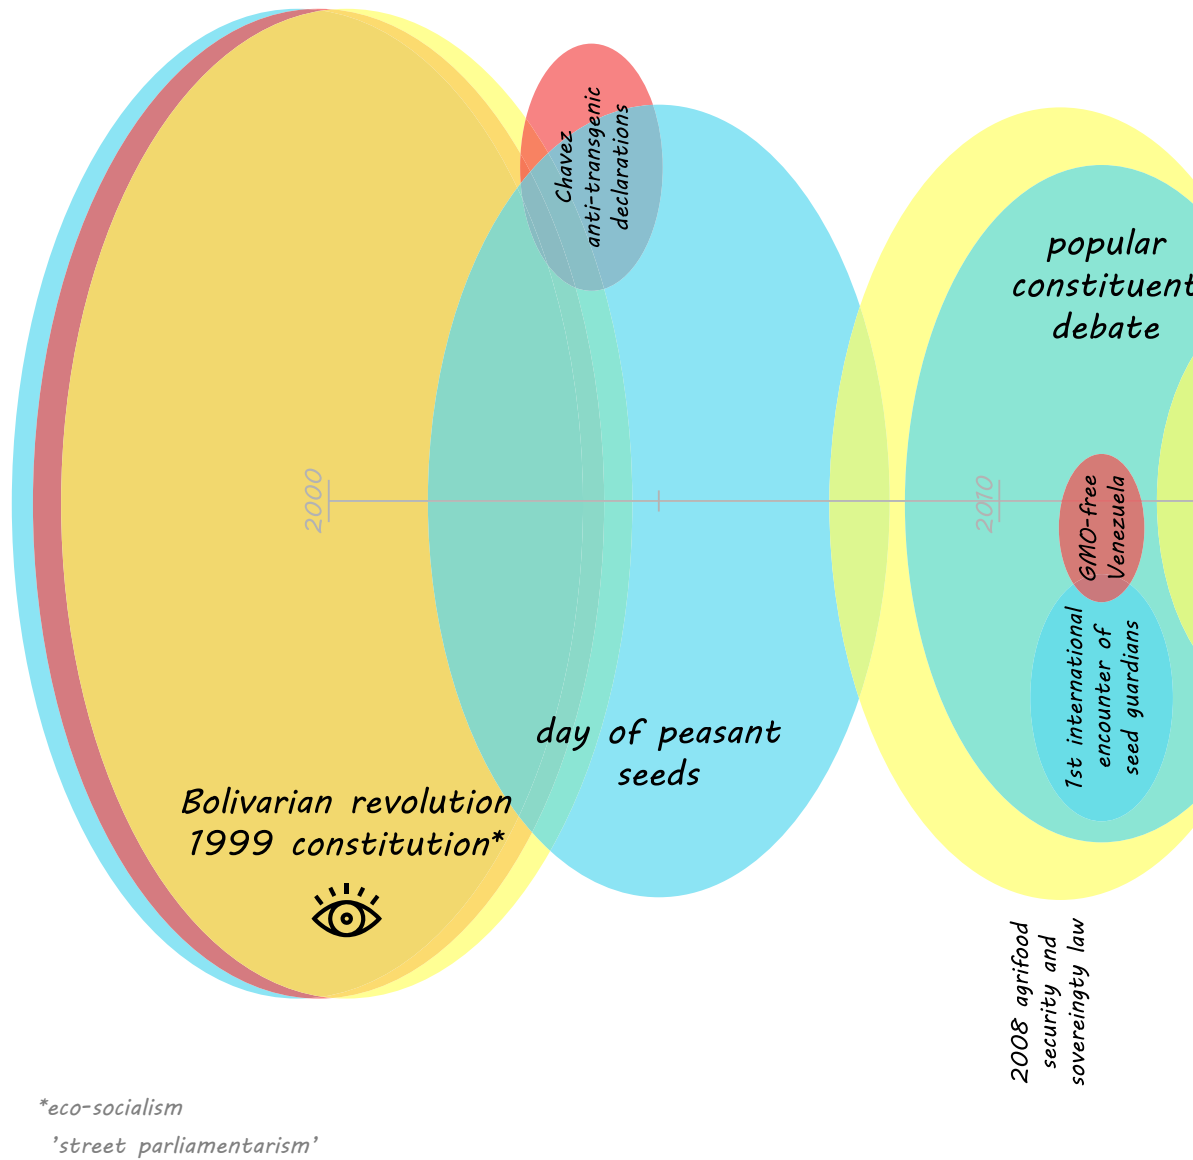 Chavez
anti-transgenic
declarations
popular
constituent
debate
2000
2010
GMO-free
Venezuela
1st international
encounter of
seed guardians
day of peasant
seeds
Bolivarian revolution
1999 constitution*
2008 agrifood
security and
sovereingty law
*eco-socialism
'street parliamentarism'